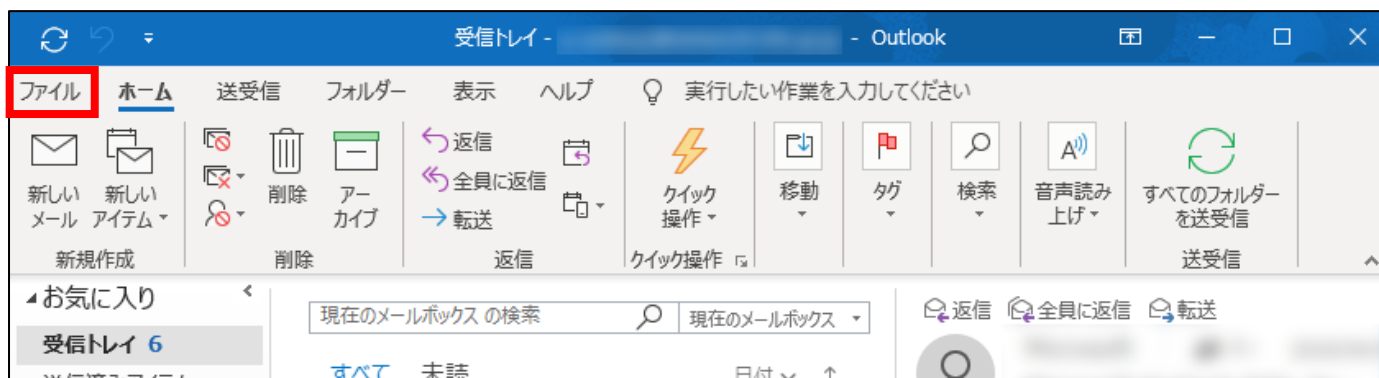 受信トレイ - - Outlook
ファイル ホーム 送受信 フォルダー 表示 ヘルプ 実行したい作業を入力してください
新しい
メール
新しい
アイテム
新規作成
削除
アー
カイブ
削除
返信
全員に返信
転送
返信
クイック
操作
クイック操作
移動
タグ
検索
音声読み
上げ
すべてのフォルダー
を送受信
送受信
お気に入り
受信トレイ 6
現在のメールボックス の検索 現在のメールボックス
すべて 未読
返信 全員に返信 転送